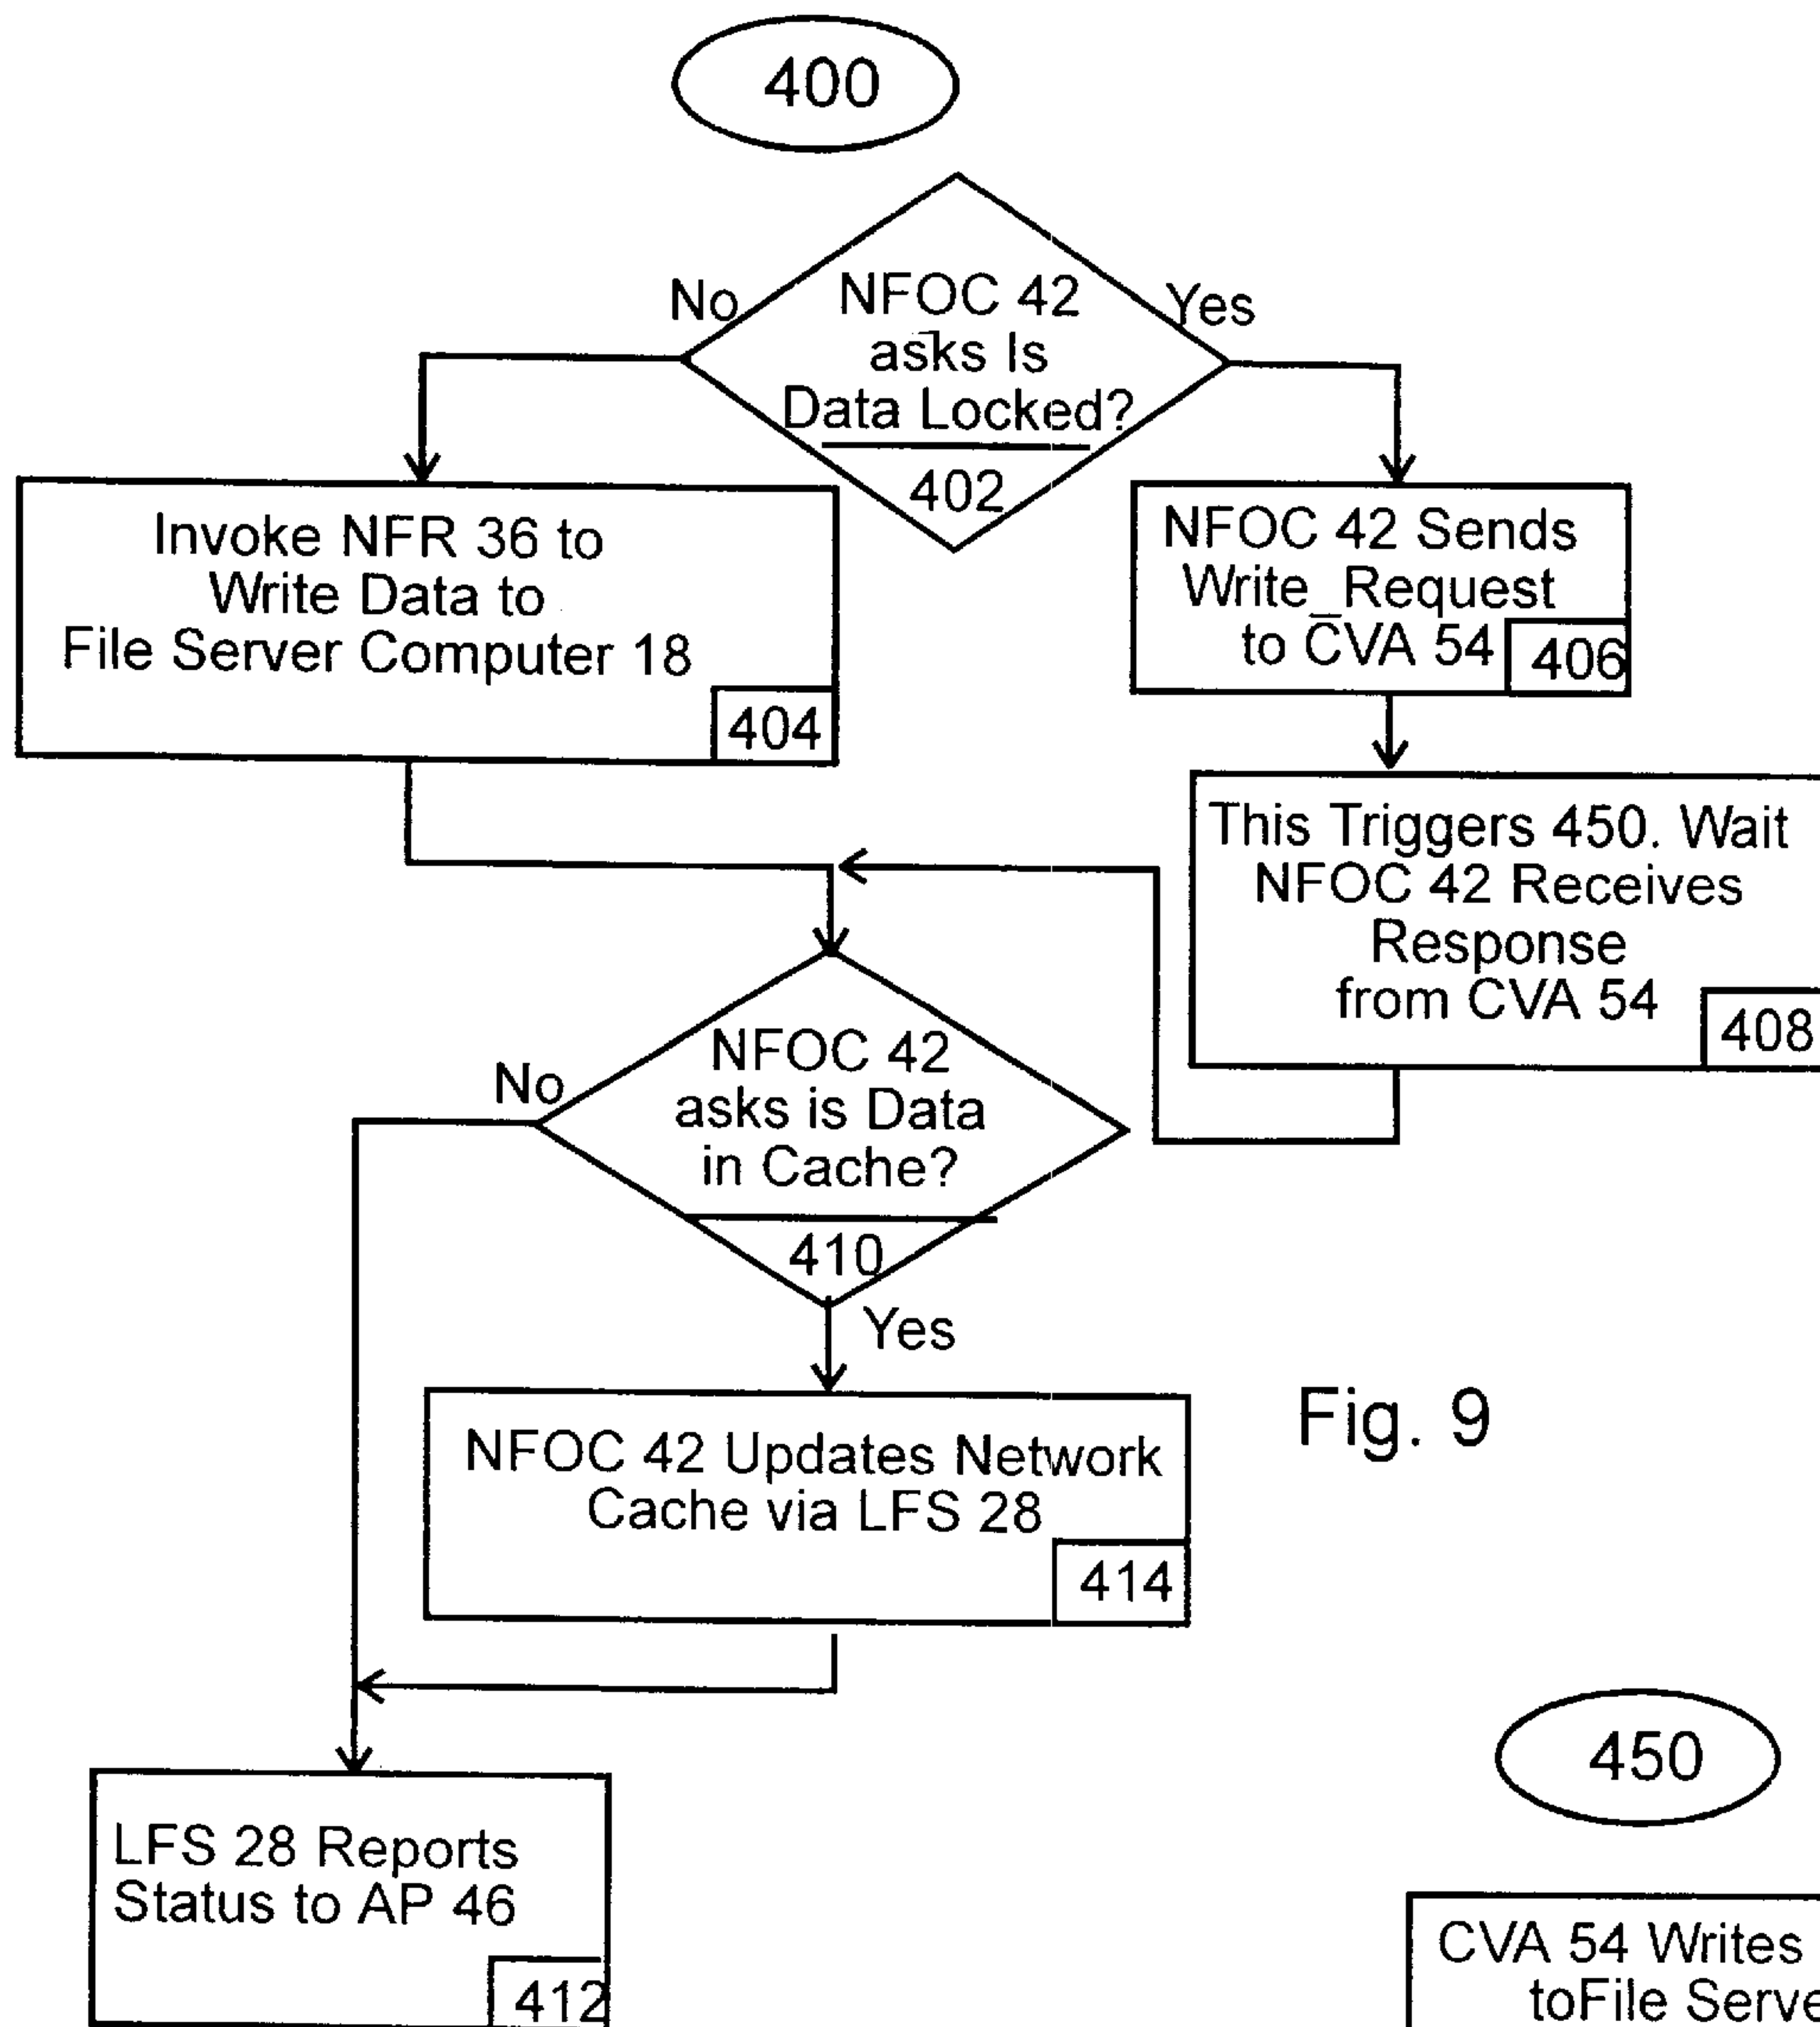 400
No
NFOC 42
asks Is
Data Locked?
402
Yes
Invoke NFR 36 to
Write Data to
File Server Computer 18
404
NFOC 42 Sends
Write_Request
to CVA 54
406
This Triggers 450. Wait
NFOC 42 Receives
Response
from CVA 54
408
No
NFOC 42
asks is Data
in Cache?
410
Yes
NFOC 42 Updates Network
Cache via LFS 28
414
Fig. 9
LFS 28 Reports
Status to AP 46
412
450
CVA 54 Writes
toFile Serve